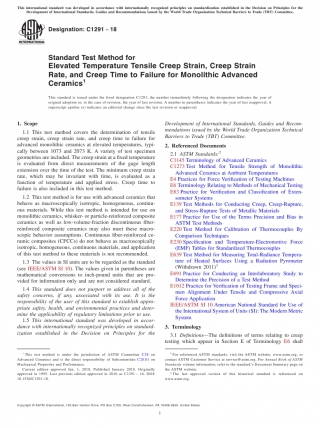 This international standard was developed in accordance with internationally recognized principles on standardization established in the Decision on Principles for the
Development of International Standards, Guides and Recommendations issued by the World Trade Organization Technical Barriers to Trade (TBT) Committee.
Designation: C1291 − 18
Standard Test Method for
Elevated Temperature Tensile Creep Strain, Creep Strain
Rate, and Creep Time to Failure for Monolithic Advanced
Ceramics1
This standard is issued under the fixed designation C1291; the number immediately following the designation indicates the year of
original adoption or, in the case of revision, the year of last revision. A number in parentheses indicates the year of last reapproval. A
superscript epsilon (ε) indicates an editorial change since the last revision or reapproval.
1. Scope
1.1 This test method covers the determination of tensile
creep strain, creep strain rate, and creep time to failure for
advanced monolithic ceramics at elevated temperatures, typi-
cally between 1073 and 2073 K. A variety of test specimen
geometries are included. The creep strain at a fixed temperature
is evaluated from direct measurements of the gage length
extension over the time of the test. The minimum creep strain
rate, which may be invariant with time, is evaluated as a
function of temperature and applied stress. Creep time to
failure is also included in this test method.
1.2 This test method is for use with advanced ceramics that
behave as macroscopically isotropic, homogeneous, continu-
ous materials. While this test method is intended for use on
monolithic ceramics, whisker- or particle-reinforced composite
ceramics as well as low-volume-fraction discontinuous fiber-
reinforced composite ceramics may also meet these macro-
scopic behavior assumptions. Continuous fiber-reinforced ce-
ramic composites (CFCCs) do not behave as macroscopically
isotropic, homogeneous, continuous materials, and application
of this test method to these materials is not recommended.
1.3 The values in SI units are to be regarded as the standard
(see IEEE/ASTM SI 10). The values given in parentheses are
mathematical conversions to inch-pound units that are pro-
vided for information only and are not considered standard.
1.4 This standard does not purport to address all of the
safety concerns, if any, associated with its use. It is the
responsibility of the user of this standard to establish appro-
priate safety, health, and environmental practices and deter-
mine the applicability of regulatory limitations prior to use.
1.5 This international standard was developed in accor-
dance with internationally recognized principles on standard-
ization established in the Decision on Principles for the
Development of International Standards, Guides and Recom-
mendations issued by the World Trade Organization Technical
Barriers to Trade (TBT) Committee.
2. Referenced Documents
2.1 ASTM Standards:2
C1145 Terminology of Advanced Ceramics
C1273 Test Method for Tensile Strength of Monolithic
Advanced Ceramics at Ambient Temperatures
E4 Practices for Force Verification of Testing Machines
E6 Terminology Relating to Methods of Mechanical Testing
E83 Practice for Verification and Classification of Exten-
someter Systems
E139 Test Methods for Conducting Creep, Creep-Rupture,
and Stress-Rupture Tests of Metallic Materials
E177 Practice for Use of the Terms Precision and Bias in
ASTM Test Methods
E220 Test Method for Calibration of Thermocouples By
Comparison Techniques
E230 Specification and Temperature-Electromotive Force
(EMF) Tables for Standardized Thermocouples
E639 Test Method for Measuring Total-Radiance Tempera-
ture of Heated Surfaces Using a Radiation Pyrometer
(Withdrawn 2011)3
E691 Practice for Conducting an Interlaboratory Study to
Determine the Precision of a Test Method
E1012 Practice for Verification of Testing Frame and Speci-
men Alignment Under Tensile and Compressive Axial
Force Application
IEEE/ASTM SI 10 American National Standard for Use of
the International System of Units (SI): The Modern Metric
System
3. Terminology
3.1 Definitions—The definitions of terms relating to creep
testing which appear in Section E of Terminology E6 shall
1 This test method is under the jurisdiction of ASTM Committee C28 on
Advanced Ceramics and is the direct responsibility of Subcommittee C28.01 on
Mechanical Properties and Performance.
Current edition approved Jan. 1, 2018. Published January 2018. Originally
approved in 1995. Last previous edition approved in 2016 as C1291 – 16. DOI:
10.1520/C1291-18.
2 For referenced ASTM standards, visit the ASTM website, www.astm.org, or
contact ASTM Customer Service at service@astm.org. For Annual Book of ASTM
Standards volume information, refer to the standard's Document Summary page on
the ASTM website.
3 The last approved version of this historical standard is referenced on
www.astm.org.
Copyright © ASTM International, 100 Barr Harbor Drive, PO Box C700, West Conshohocken, PA 19428-2959. United States
1